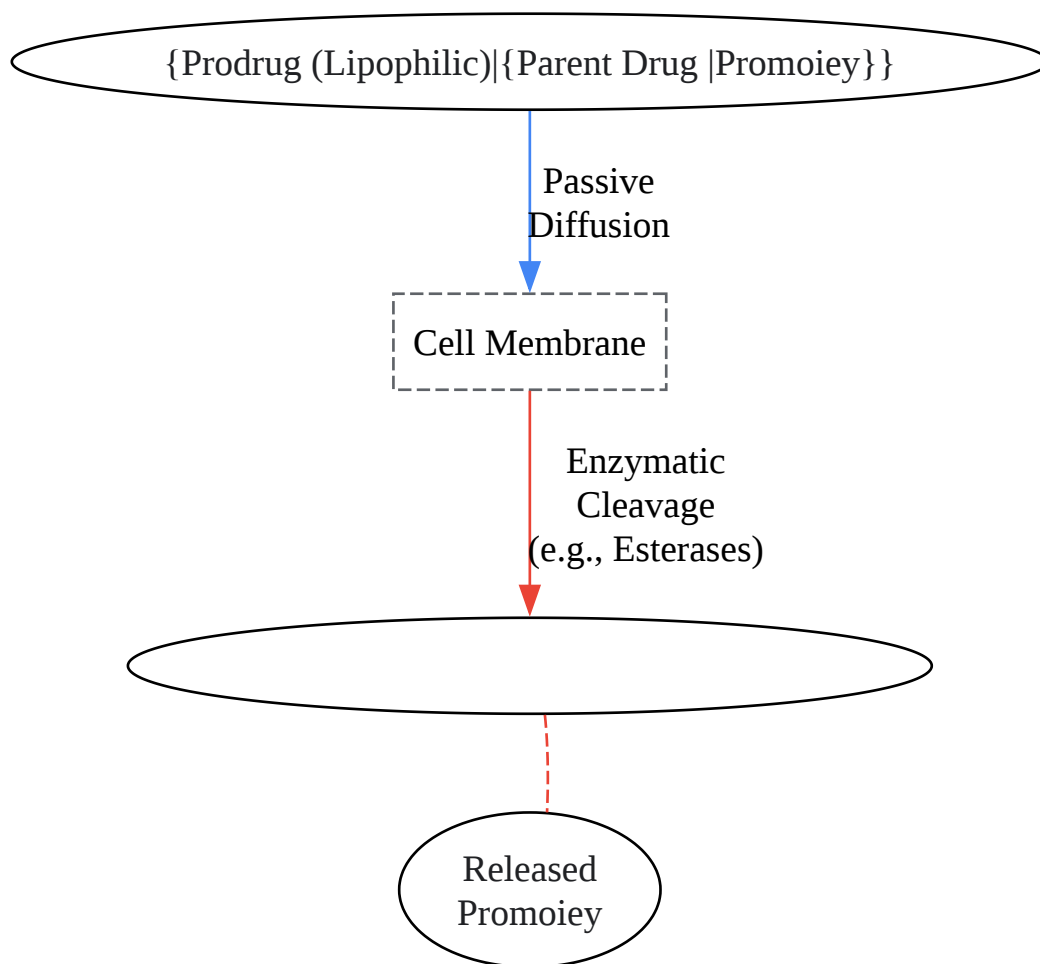 {Prodrug (Lipophilic)|{Parent Drug |Promoiey}}
Passive
Diffusion
Cell Membrane
Enzymatic
Cleavage
(e.g., Esterases)
Released
Promoiey